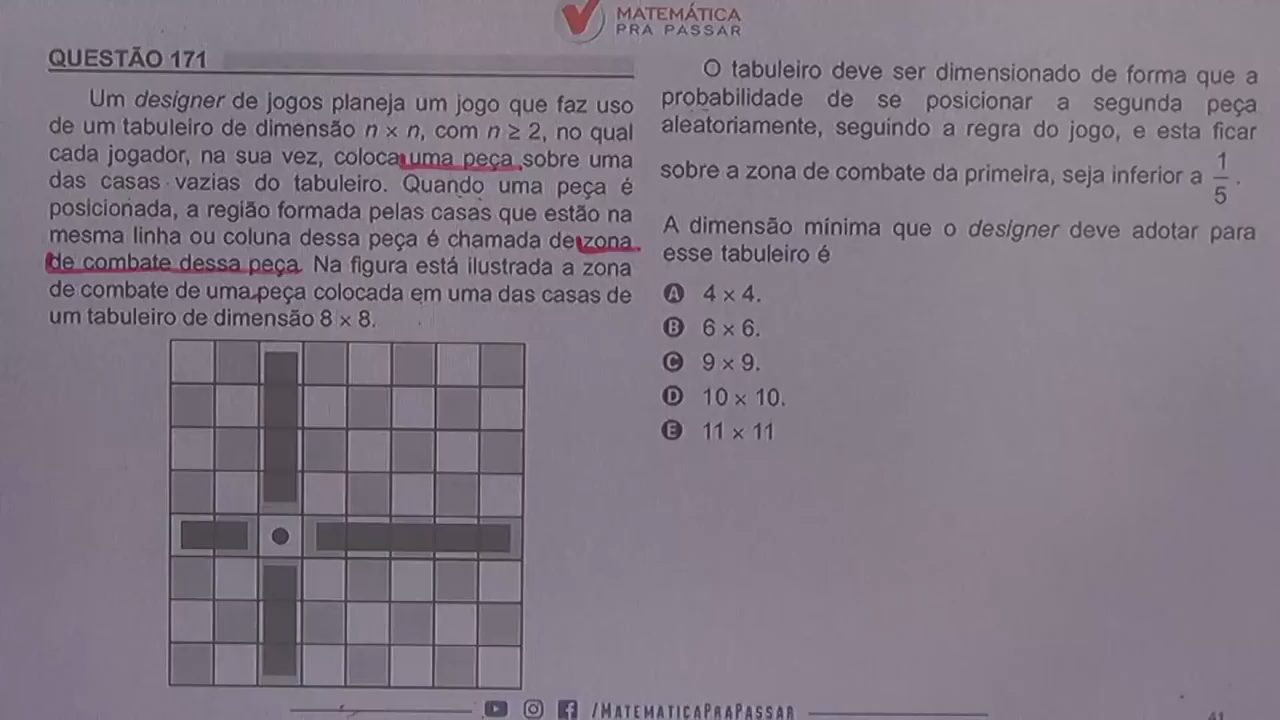 MATEMÁTICA
PRA PASSAR
QUESTÃO 171
Um designer de jogos planeja um jogo que faz uso
de um tabuleiro de dimensão n × n, com n ≥ 2, no qual
cada jogador, na sua vez, coloca uma peça sobre uma
das casas vazias do tabuleiro. Quando uma peça é
posicionada, a região formada pelas casas que estão na
mesma linha ou coluna dessa peça é chamada de zona
de combate dessa peça. Na figura está ilustrada a zona
de combate de uma peça colocada em uma das casas de
um tabuleiro de dimensão 8 × 8.
O tabuleiro deve ser dimensionado de forma que a
probabilidade de se posicionar a segunda peça
aleatoriamente, seguindo a regra do jogo, e esta ficar
sobre a zona de combate da primeira, seja inferior a 1/5.
A dimensão mínima que o designer deve adotar para
esse tabuleiro é
A 4 × 4.
B 6 × 6.
C 9 × 9.
D 10 × 10.
E 11 × 11
/MATEMATICAPRAPASSAR